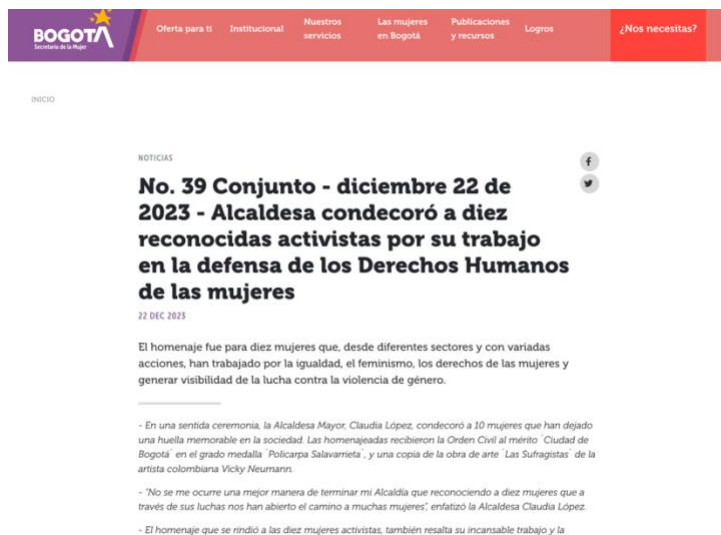 BOGOTÁ
Secretaría de la Mujer
Oferta para ti
Institucional
Nuestros
servicios
Las mujeres
en Bogotá
Publicaciones
y recursos
Logros
¿Nos necesitas?
INICIO
NOTICIAS
No. 39 Conjunto - diciembre 22 de
2023 - Alcaldesa condecoró a diez
reconocidas activistas por su trabajo
en la defensa de los Derechos Humanos
de las mujeres
22 DEC 2023
El homenaje fue para diez mujeres que, desde diferentes sectores y con variadas
acciones, han trabajado por la igualdad, el feminismo, los derechos de las mujeres y
generar visibilidad de la lucha contra la violencia de género.
- En una sentida ceremonia, la Alcaldesa Mayor, Claudia López, condecoró a 10 mujeres que han dejado
una huella memorable en la sociedad. Las homenajeadas recibieron la Orden Civil al mérito ´Ciudad de
Bogotá´ en el grado medalla ´Policarpa Salavarrieta´, y una copia de la obra de arte ´Las Sufragistas´ de la
artista colombiana Vicky Neumann.
- "No se me ocurre una mejor manera de terminar mi Alcaldía que reconociendo a diez mujeres que a
través de sus luchas nos han abierto el camino a muchas mujeres", enfatizó la Alcaldesa Claudia López.
- El homenaje que se rindió a las diez mujeres activistas, también resalta su incansable trabajo y la